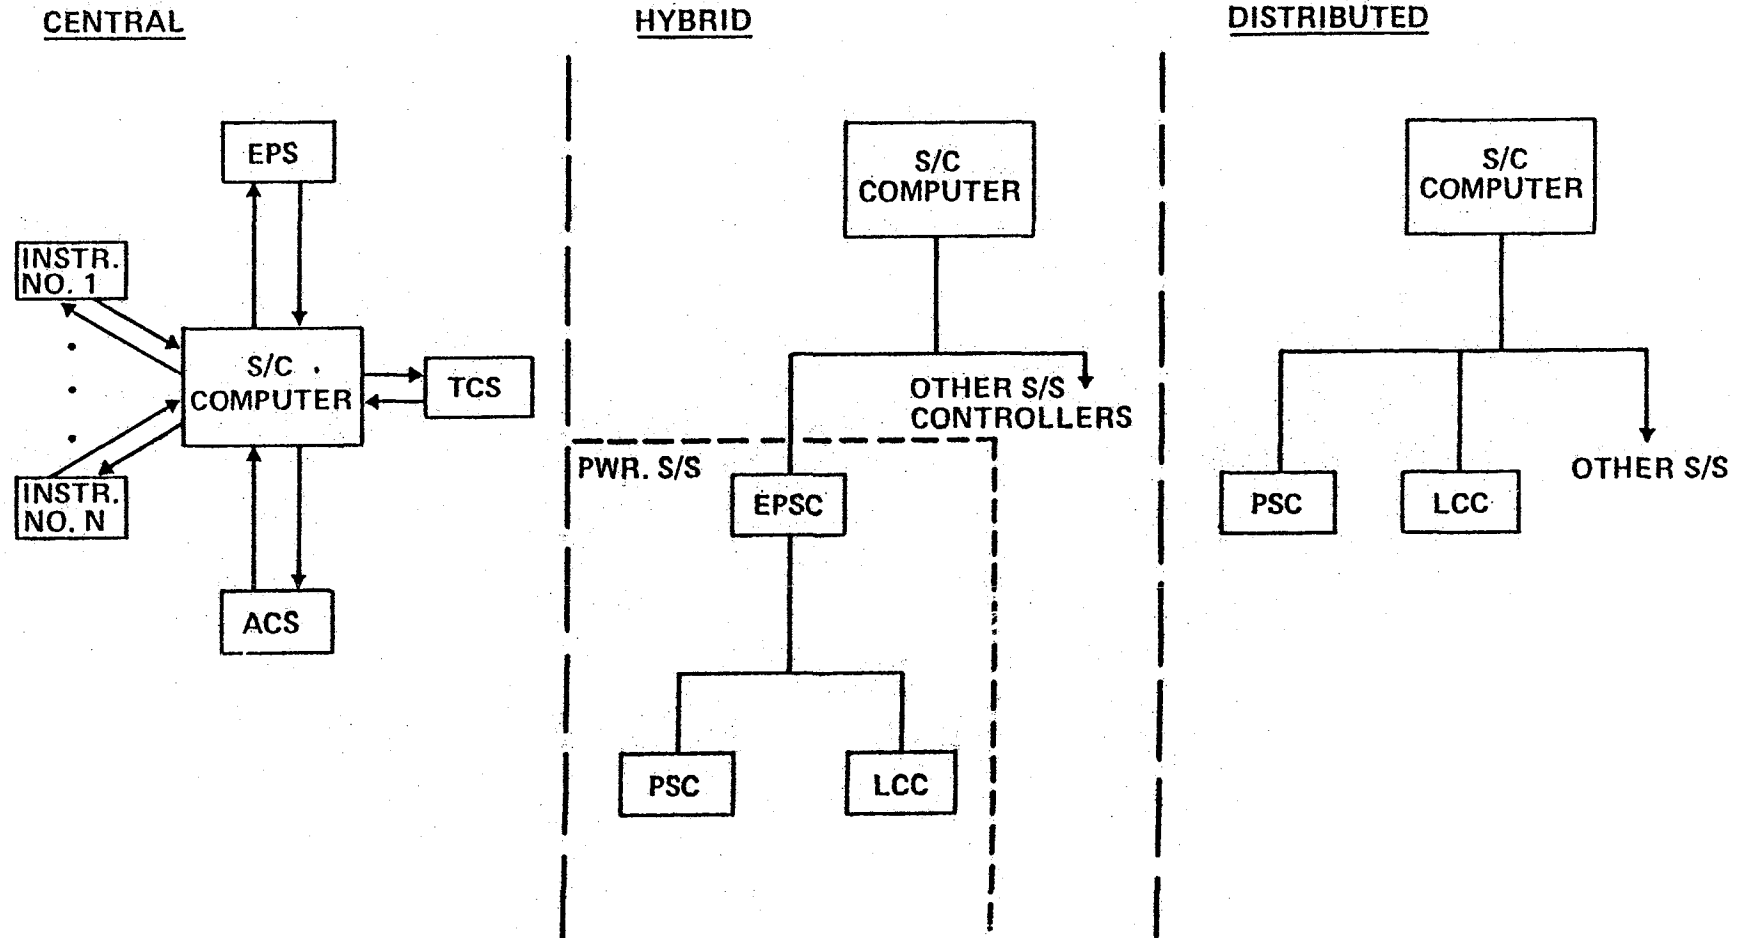 CENTRAL
EPS
INSTR.
NO. 1
S/C
COMPUTER
TCS
INSTR.
NO. N
ACS
HYBRID
S/C
COMPUTER
OTHER S/S
CONTROLLERS
PWR. S/S
EPSC
PSC
LCC
DISTRIBUTED
S/C
COMPUTER
OTHER S/S
PSC
LCC